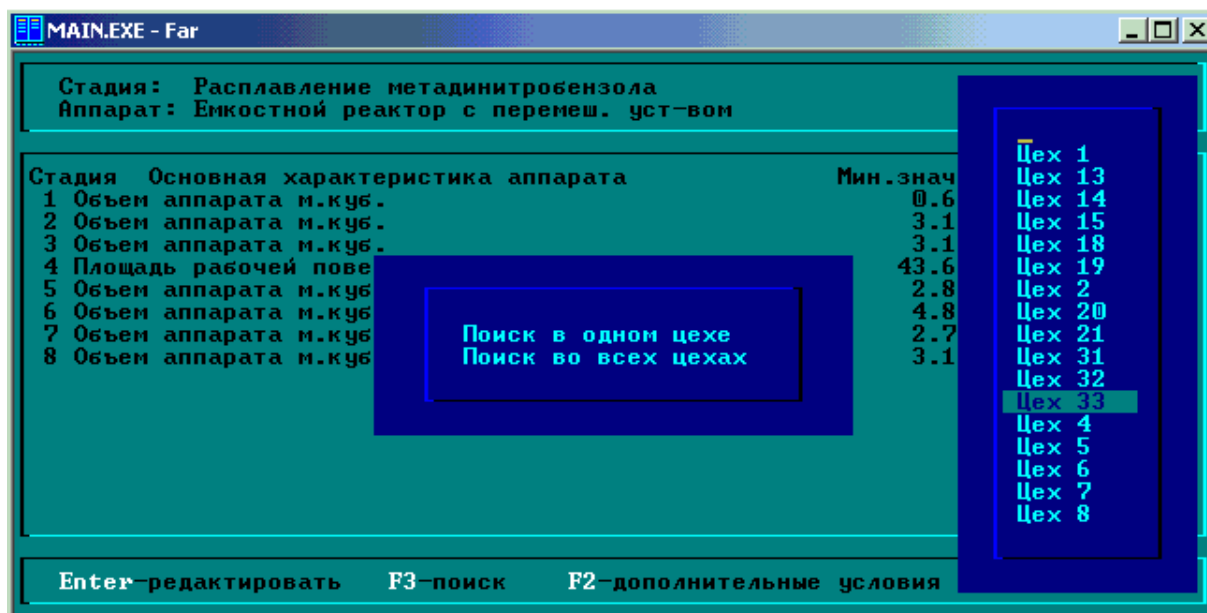 MAIN.EXE - Far
Стадия: Расплавление метадинитробензола
Аппарат: Емкостной реактор с перемеш. уст-вом
Стадия Основная характеристика аппарата Мин.знач
1 Объем аппарата м.куб. 0.6
2 Объем аппарата м.куб. 3.1
3 Объем аппарата м.куб. 3.1
4 Площадь рабочей пове 43.6
5 Объем аппарата м.куб 2.8
6 Объем аппарата м.куб 4.8
7 Объем аппарата м.куб 2.7
8 Объем аппарата м.куб 3.1
Поиск в одном цехе
Поиск во всех цехах
Цех 1
Цех 13
Цех 14
Цех 15
Цех 18
Цех 19
Цех 2
Цех 20
Цех 21
Цех 31
Цех 32
Цех 33
Цех 4
Цех 5
Цех 6
Цех 7
Цех 8
Enter-редактировать F3-поиск F2-дополнительные условия